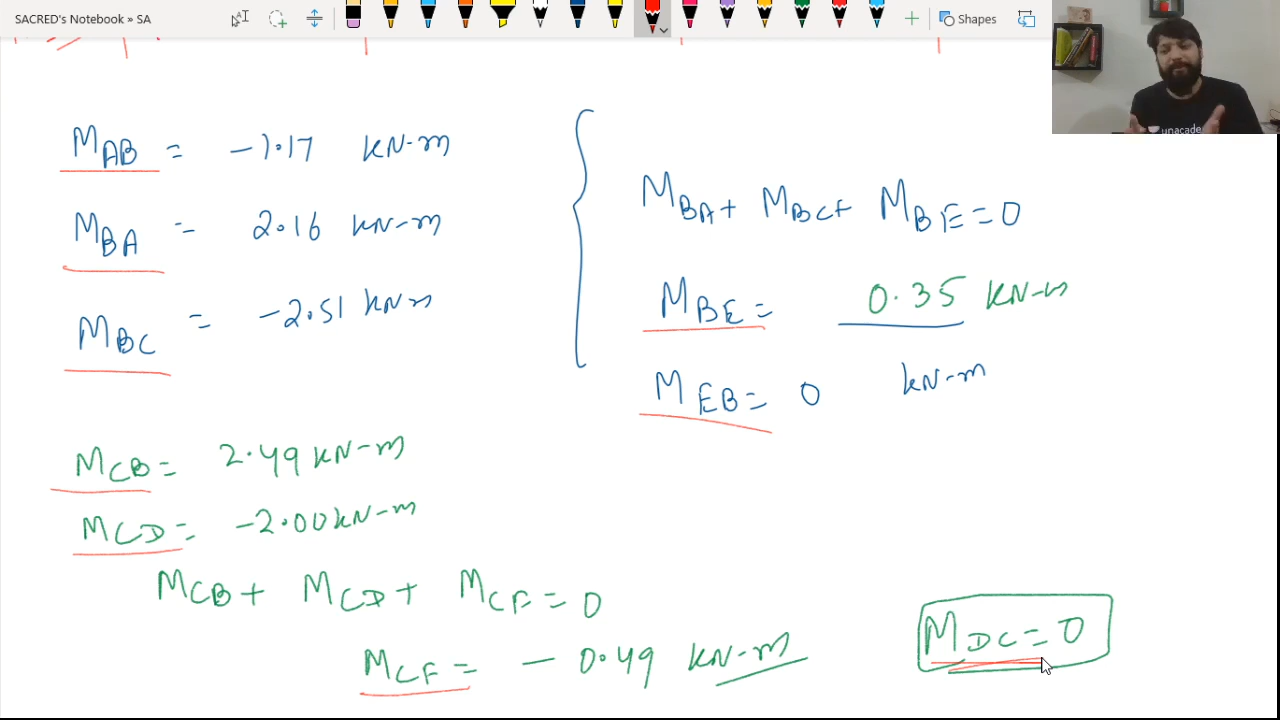 SACRED's Notebook » SA
Shapes
unacade
M_AB = -1.17 kN-m
M_BA = 2.16 kN-m
M_BC = -2.51 kNm
M_BA + M_BC + M_BE = 0
M_BE = 0.35 kN-m
M_EB = 0 kN-m
M_CB = 2.49 kN-m
M_CD = -2.00 kN-m
M_CB + M_CD + M_CF = 0
M_CF = - 0.49 kN-m
M_DC = 0